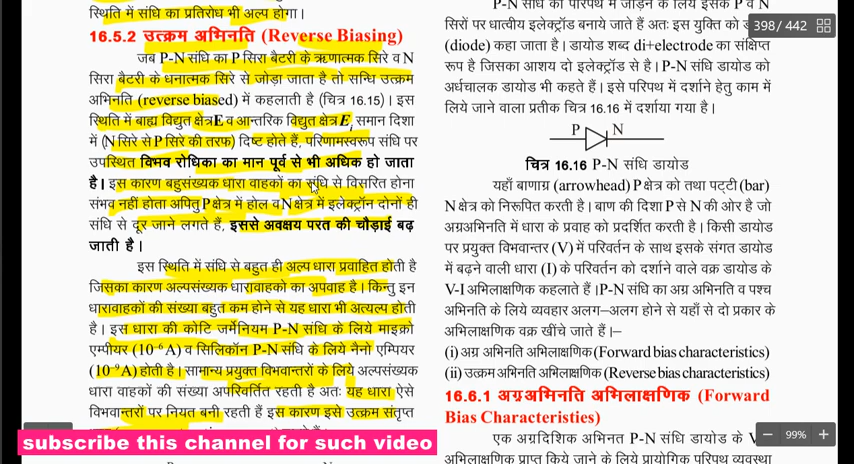 स्थिति में संधि का प्रतिरोध भी अल्प होगा।
16.5.2 उत्क्रम अभिनति (Reverse Biasing)
जब P-N संधि का P सिरा बैटरी के ऋणात्मक सिरे व N
सिरा बैटरी के धनात्मक सिरे से जोड़ा जाता है तो सन्धि उत्क्रम
अभिनति (reverse biased) में कहलाती है (चित्र 16.15)। इस
स्थिति में बाह्य विद्युत क्षेत्र E व आन्तरिक विद्युत क्षेत्र Ei समान दिशा
में (N सिरे से P सिरे की तरफ) दिष्ट होते हैं, परिणामस्वरूप संधि पर
उपस्थित विभव रोधिका का मान पूर्व से भी अधिक हो जाता
है। इस कारण बहुसंख्यक धारा वाहकों का संधि से विसरित होना
संभव नहीं होता अपितु P क्षेत्र में होल व N क्षेत्र में इलेक्ट्रॉन दोनों ही
संधि से दूर जाने लगते हैं, इससे अवक्षय परत की चौड़ाई बढ़
जाती है।
इस स्थिति में संधि से बहुत ही अल्प धारा प्रवाहित होती है
जिसका कारण अल्पसंख्यक धारावाहको का अपवाह है। किन्तु इन
धारावाहकों की संख्या बहुत कम होने से यह धारा भी अत्यल्प होती
है। इस धारा की कोटि जर्मेनियम P-N संधि के लिये माइक्रो
एम्पीयर (10⁻⁶ A) व सिलिकॉन P-N संधि के लिये नैनो एम्पियर
(10⁻⁹ A) होती है। सामान्य प्रयुक्त विभवान्तरों के लिये अल्पसंख्यक
धारा वाहकों की संख्या अपरिवर्तित रहती है अतः यह धारा ऐसे
विभवान्तरों पर नियत बनी रहती हैं इस कारण इसे उत्क्रम संतृप्त
subscribe this channel for such video
P-N संधि को परिपथ में जोड़ने के लिये इसके P व N
सिरों पर धात्वीय इलेक्ट्रोड बनाये जाते हैं अतः इस युक्ति को
398 / 442
(diode) कहा जाता है। डायोड शब्द di+electrode का संक्षिप्त
रूप है जिसका आशय दो इलेक्ट्रोड से है। P-N संधि डायोड को
अर्धचालक डायोड भी कहते हैं। इसे परिपथ में दर्शाने हेतु काम में
लिये जाने वाला प्रतीक चित्र 16.16 में दर्शाया गया है।
P N
चित्र 16.16 P-N संधि डायोड
यहाँ बाणाग्र (arrowhead) P क्षेत्र को तथा पट्टी (bar)
N क्षेत्र को निरूपित करती है। बाण की दिशा P से N की ओर है जो
अग्रअभिनति में धारा के प्रवाह को प्रदर्शित करती है। किसी डायोड
पर प्रयुक्त विभवान्तर (V) में परिवर्तन के साथ इसके संगत डायोड
में बढ़ने वाली धारा (I) के परिवर्तन को दर्शाने वाले वक्र डायोड के
V-I अभिलाक्षणिक कहलाते हैं। P-N संधि का अग्र अभिनति व पश्च
अभिनति के लिये व्यवहार अलग–अलग होने से यहाँ से दो प्रकार के
अभिलाक्षणिक वक्र खींचे जाते हैं।–
(i) अग्र अभिनति अभिलाक्षणिक (Forward bias characteristics)
(ii) उत्क्रम अभिनति अभिलाक्षणिक (Reverse bias characteristics)
16.6.1 अग्रअभिनति अभिलाक्षणिक (Forward
Bias Characteristies)
एक अग्रदिशिक अभिनत P-N संधि डायोड के
99%
अभिलाक्षणिक प्राप्त किये जाने के लिये प्रायोगिक परिपथ व्यवस्था